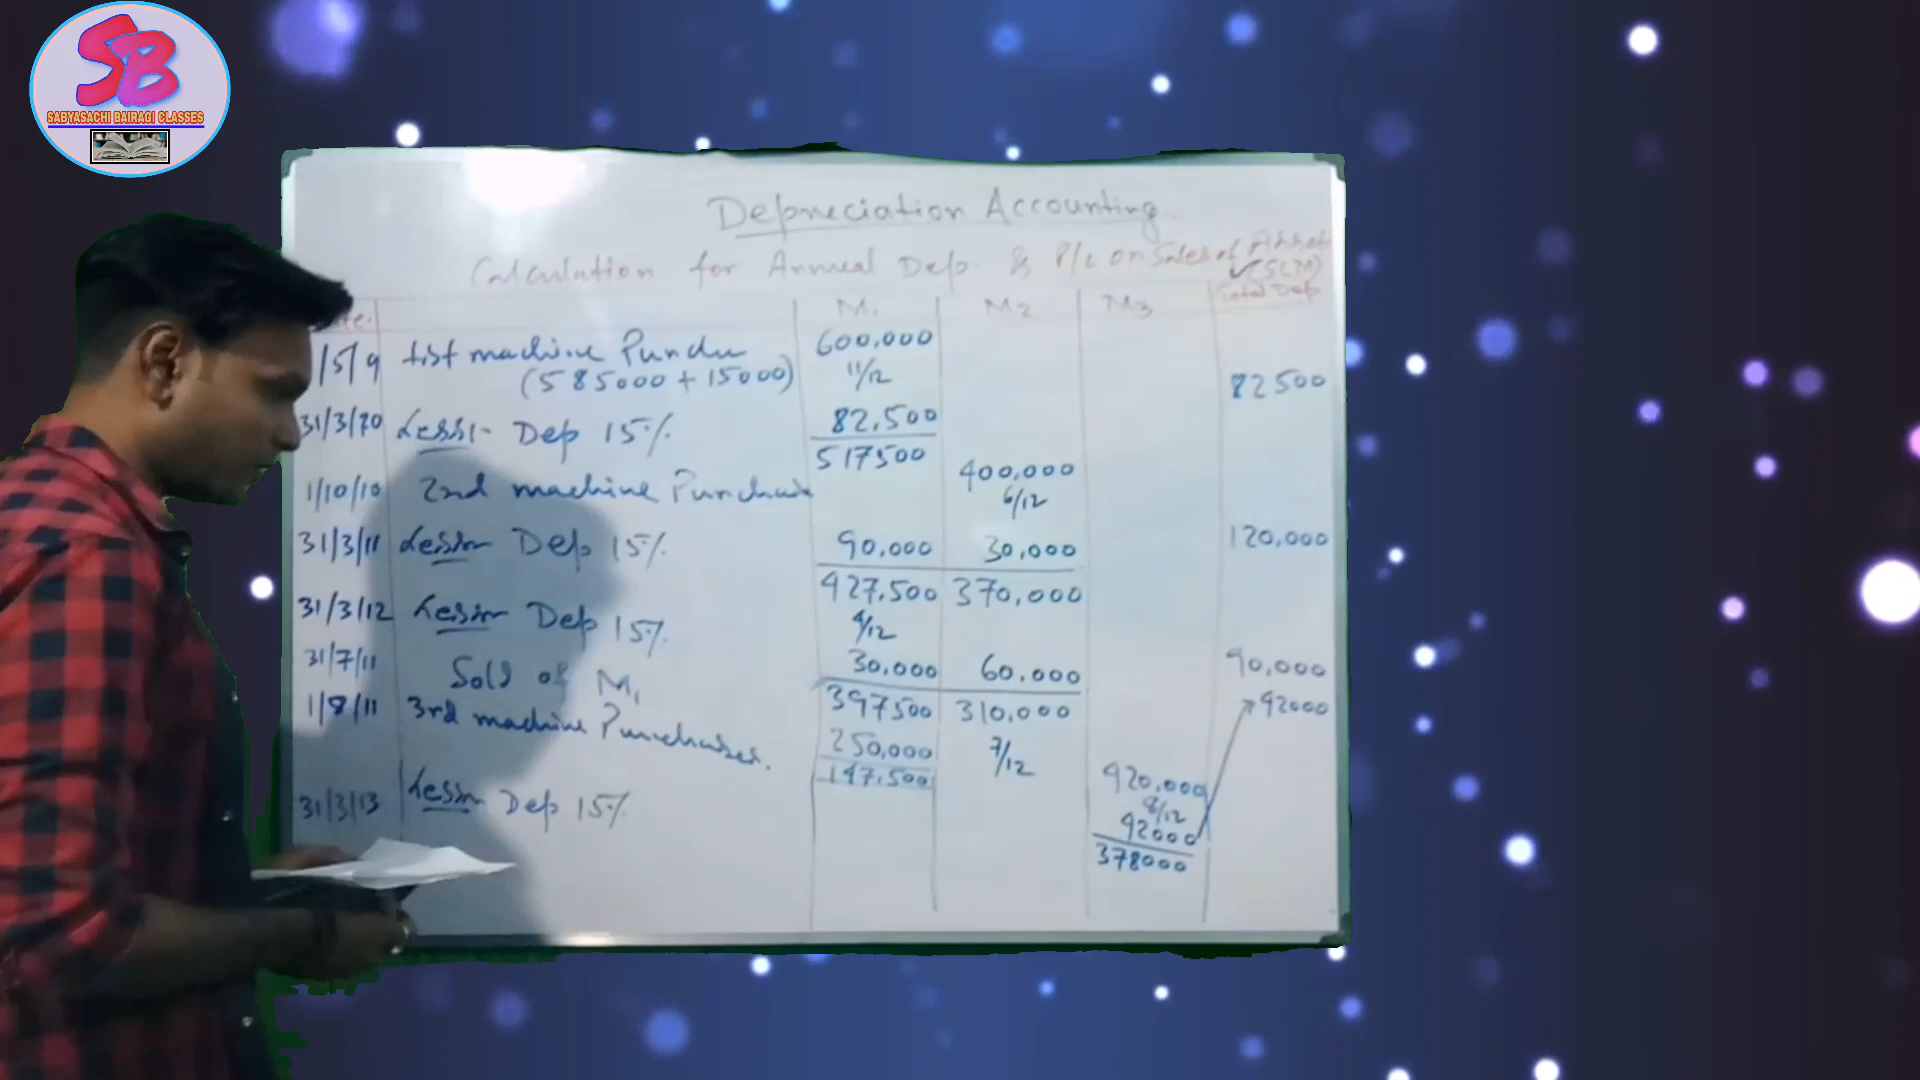 SB
SABYASACHI BAIRAGI CLASSES
Depreciation Accounting
Calculation for Annual Dep. & P/L on Sales of Asset
✓(SLM)
M1 M2 M3 Total Dep
/5/9 1st machine 600,000
(585000 + 15000) 11/12 82500
31/3/20 Less:- Dep 15% 82,500
517500
1/10/10 2nd machine Purchase 400,000
6/12
31/3/11 Less:- Dep 15% 90,000 30,000 120,000
427,500 370,000
31/3/12 Less:- Dep 15% 4/12
31/7/11 Sold of M1 30,000 60,000 90,000
1/8/11 3rd machine Purchases. 397500 310,000 92000
250,000 7/12
147,500 920,000
31/3/13 Less:- Dep 15% 8/12
92000
378000